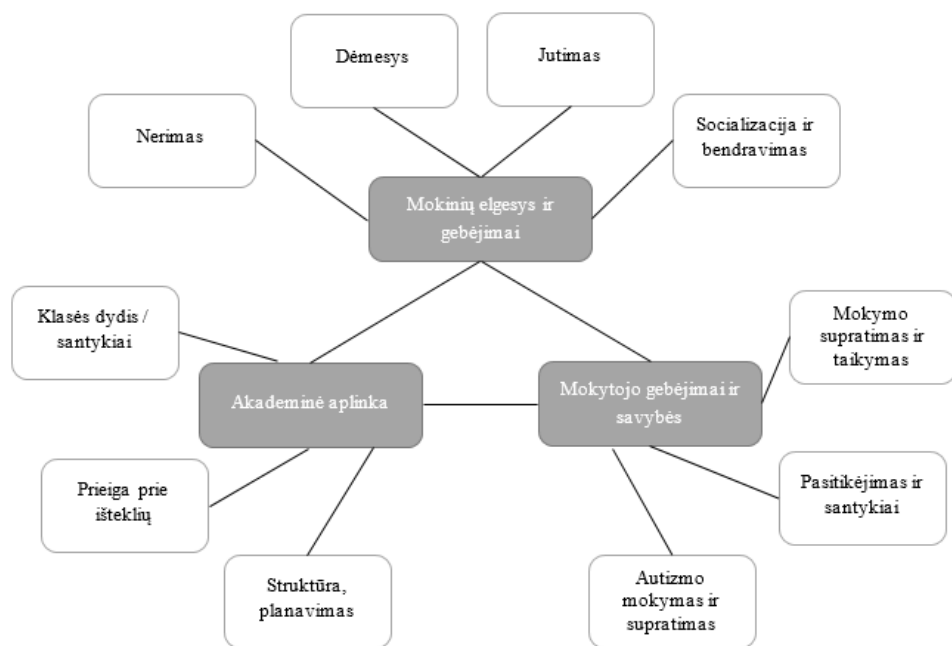 Dėmesys
Jutimas
Nerimas
Socializacija ir
bendravimas
Mokinių elgesys ir
gebėjimai
Klasės dydis /
santykiai
Mokymo
supratimas ir
taikymas
Akademinė aplinka
Mokytojo gebėjimai ir
savybės
Prieiga prie
išteklių
Pasitikėjimas ir
santykiai
Struktūra,
planavimas
Autizmo
mokymas ir
supratimas